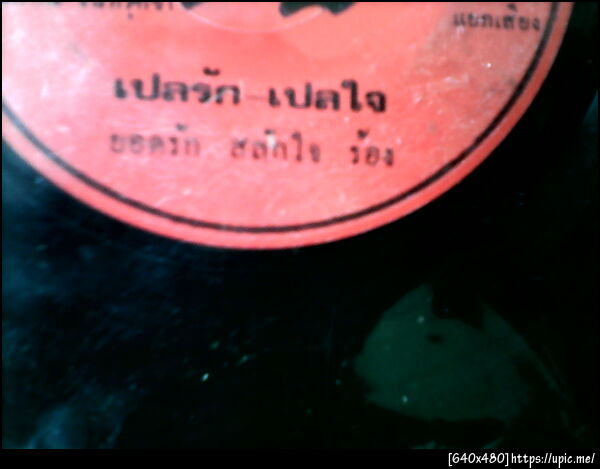 แยกเสียง
เปลรัก-เปลใจ
ยอดรัก สลักใจ ร้อง
[640x480]https://upic.me/